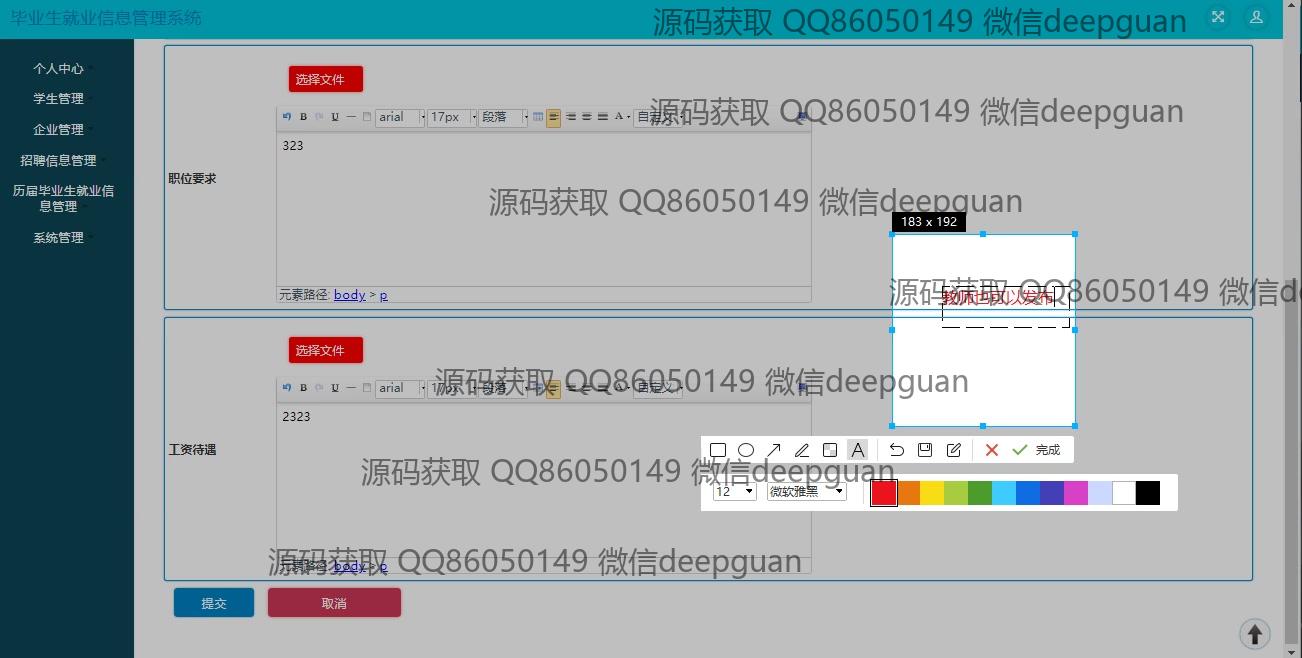 毕业生就业信息管理系统
源码获取 QQ86050149 微信deepguan
个人中心
学生管理
企业管理
招聘信息管理
历届毕业生就业信
息管理
系统管理
选择文件
B U arial 17px 段落 A 自定义
源码获取 QQ86050149 微信deepguan
323
职位要求
源码获取 QQ86050149 微信deepguan
183 x 192
元素路径: body > p
教师也可以发布
源码获取 QQ86050149 微信d
选择文件
B U arial 17px 段落 A 自定义
源码获取 QQ86050149 微信deepguan
2323
工资待遇
A 完成
源码获取 QQ86050149 微信deepguan
12 微软雅黑
元素路径: body > p
源码获取 QQ86050149 微信deepguan
提交 取消